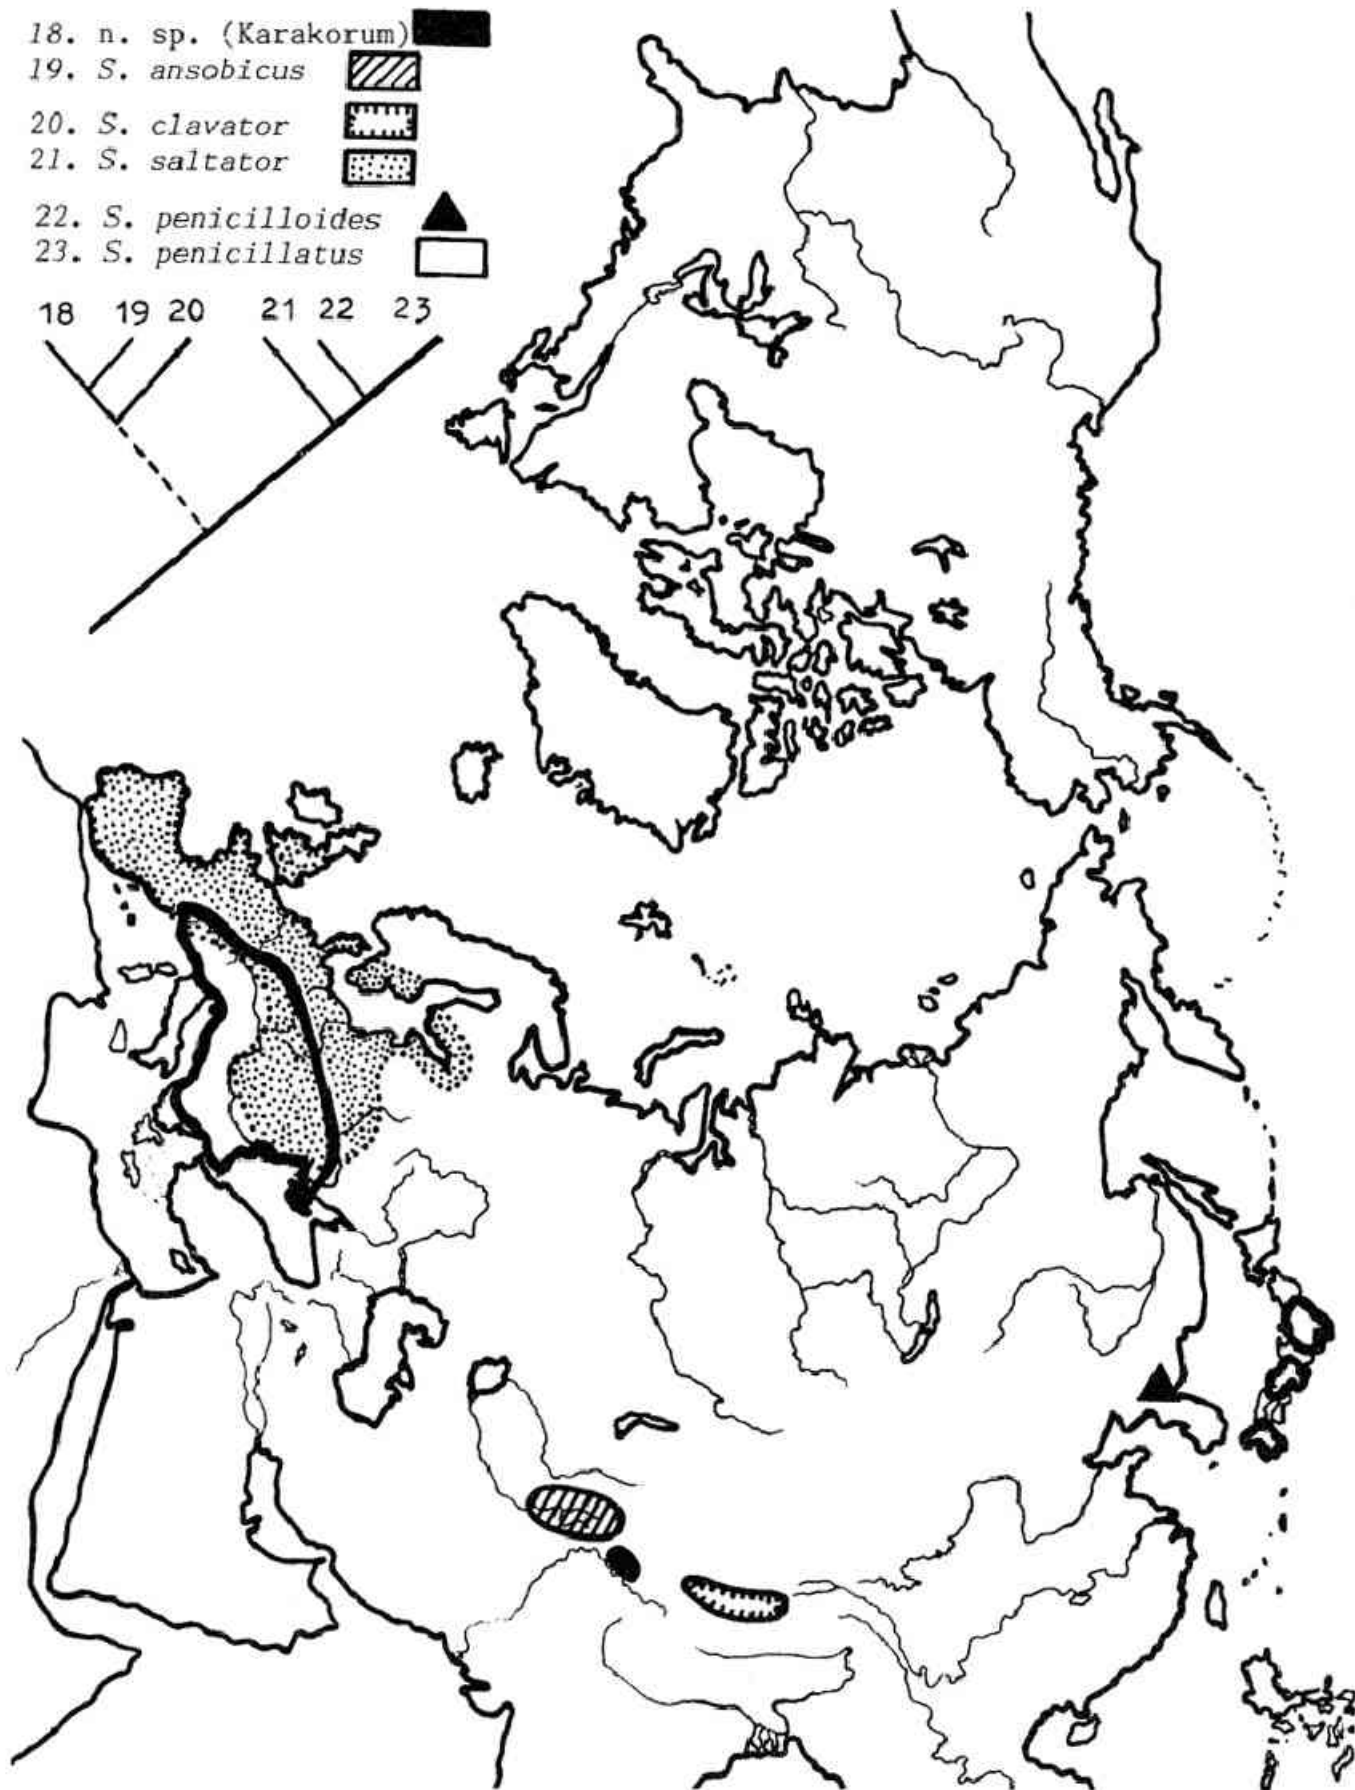 18. n. sp. (Karakorum)
19. S. ansobicus
20. S. clavator
21. S. saltator
22. S. penicilloides
23. S. penicillatus
18 19 20 21 22 23